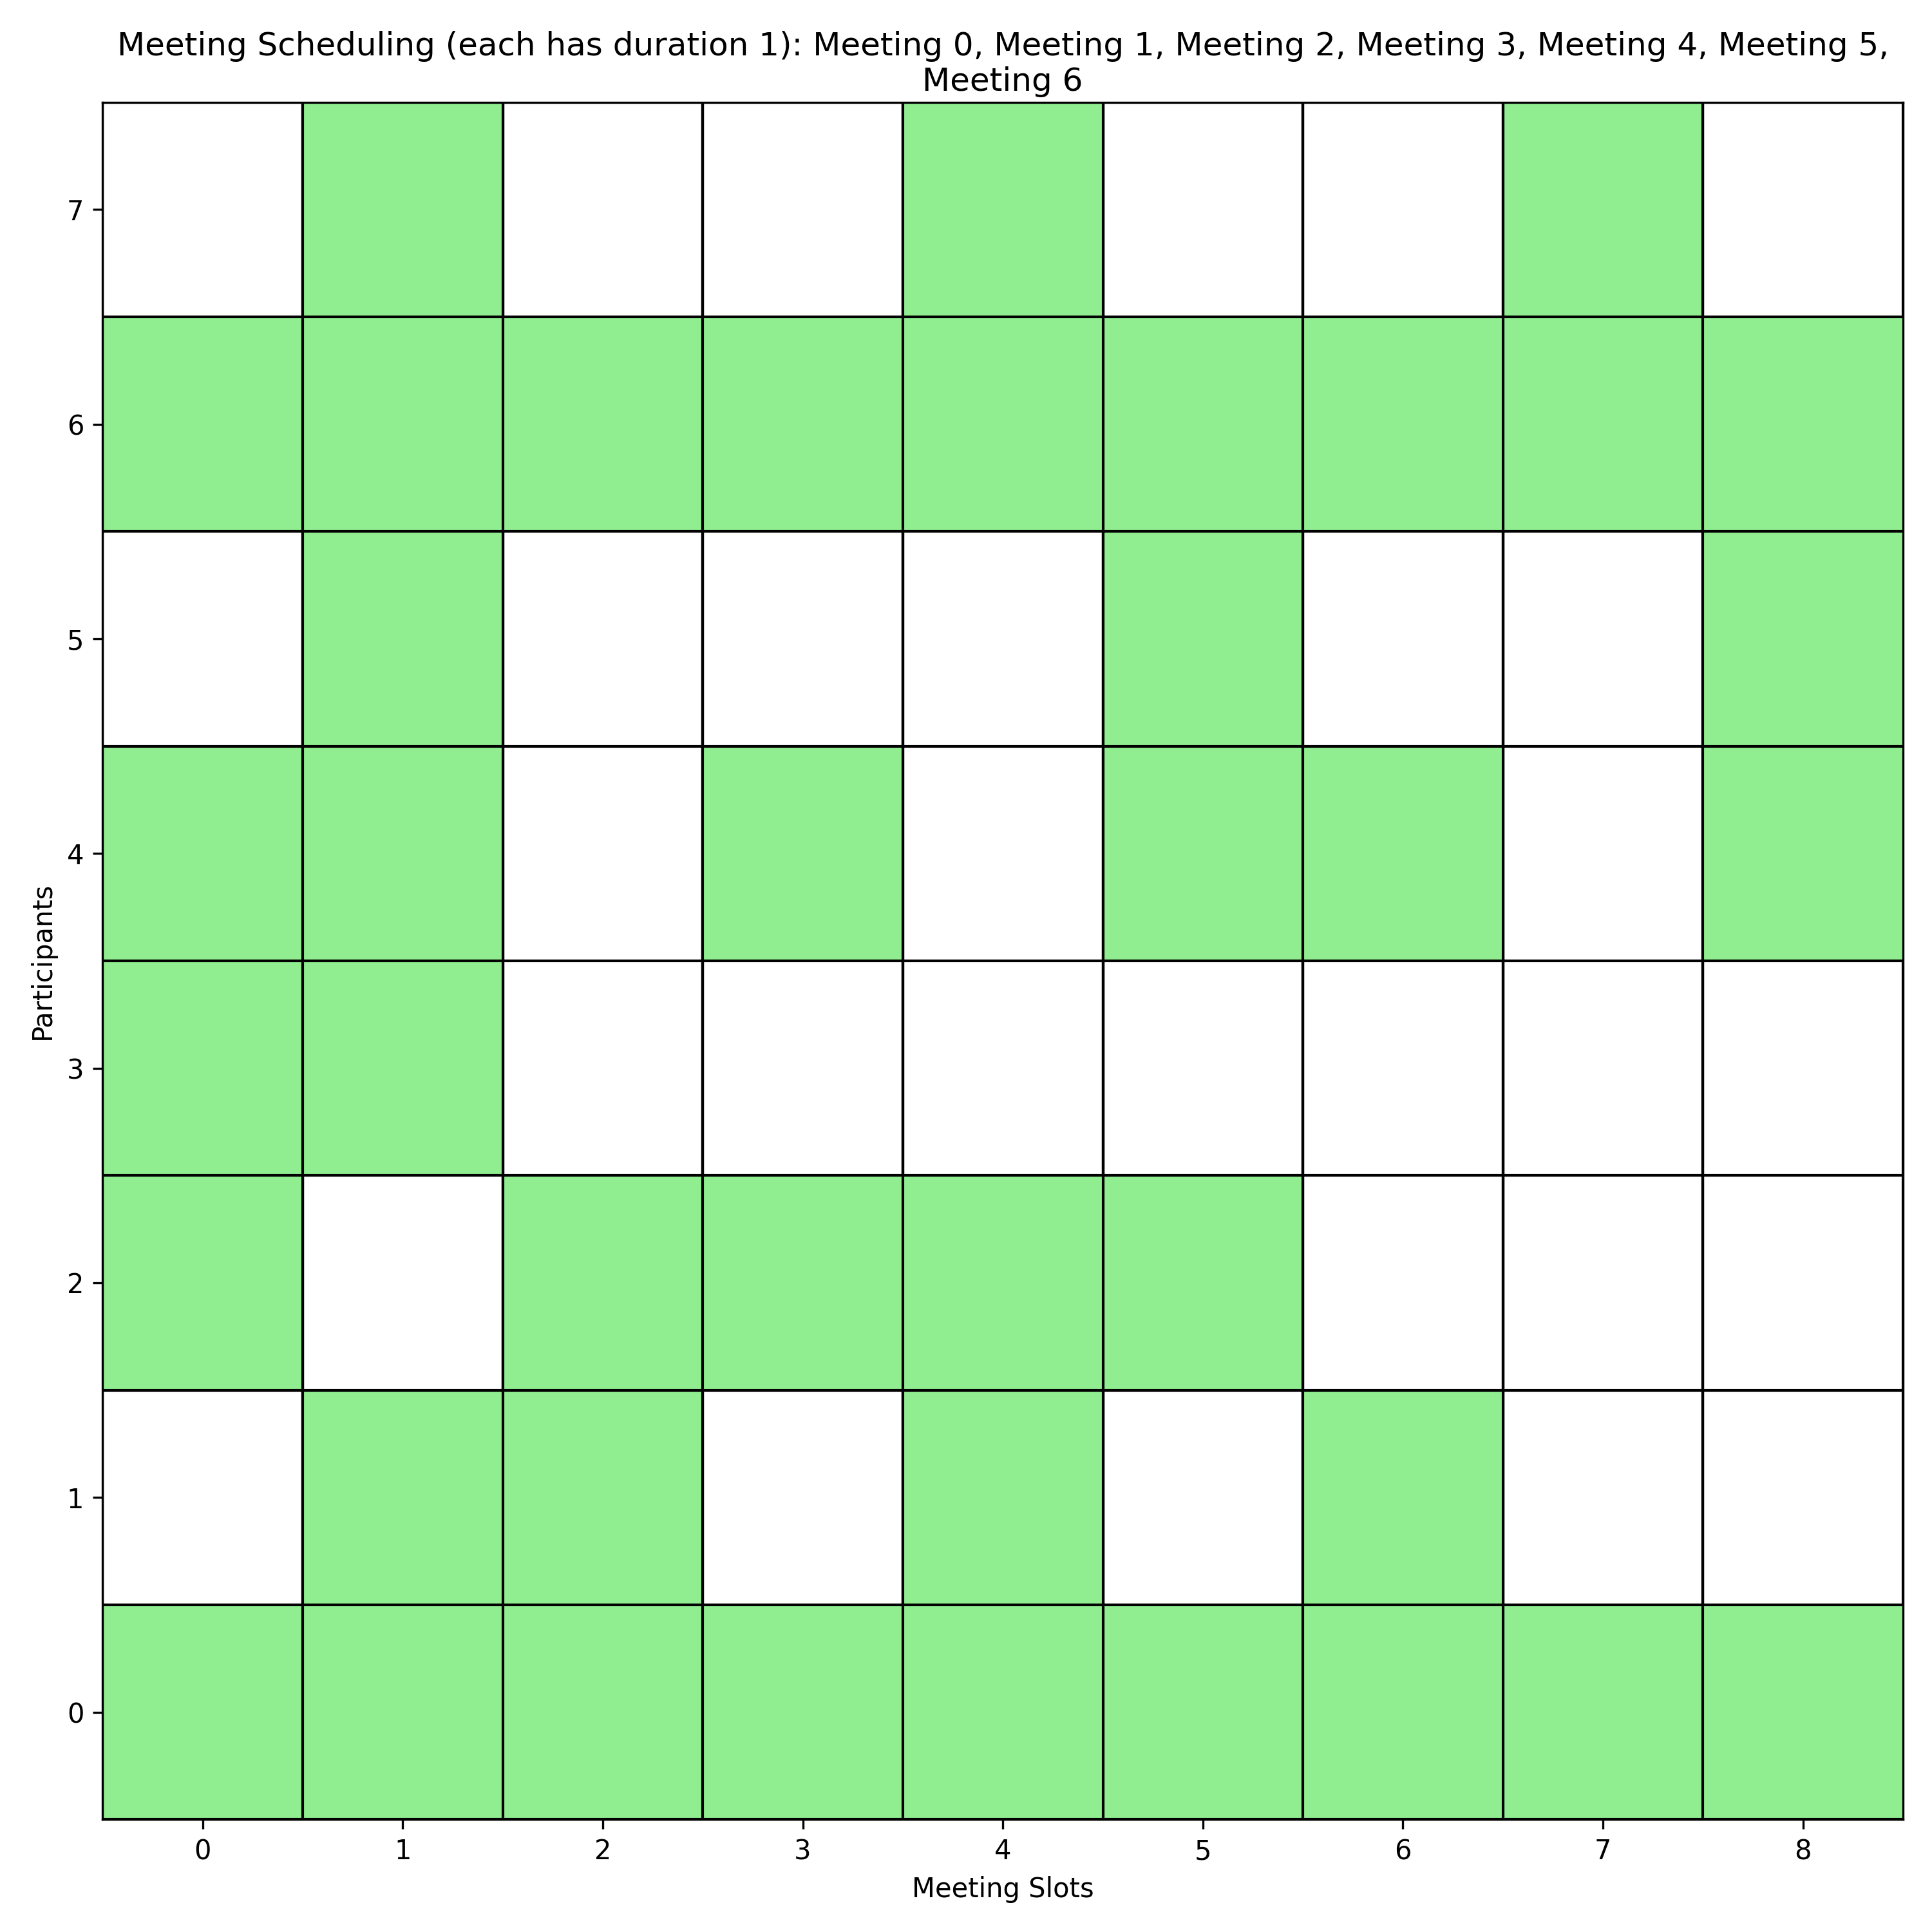 Meeting Scheduling (each has duration 1): Meeting 0, Meeting 1, Meeting 2, Meeting 3, Meeting 4, Meeting 5,
Meeting 6
7
6
5
4
3
2
1
0
Participants
0 1 2 3 4 5 6 7 8
Meeting Slots